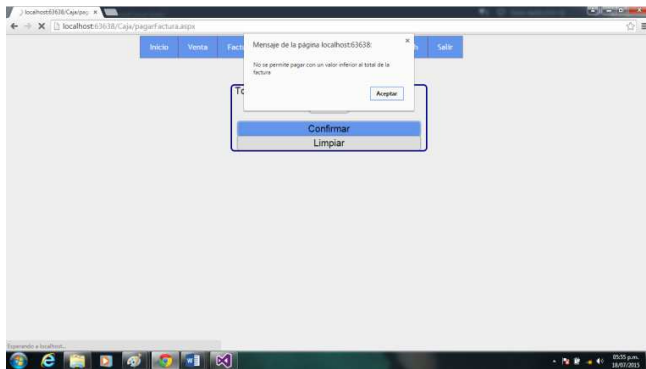 localhost:63638/Caja/pag
localhost:63638/Caja/pagarFactura.aspx
Inicio Venta Factu
Salir
Mensaje de la página localhost:63638:
No se permite pagar con un valor inferior al total de la
factura
Aceptar
To
Confirmar
Limpiar
Esperando a localhost...
05:55 p.m.
18/07/2015